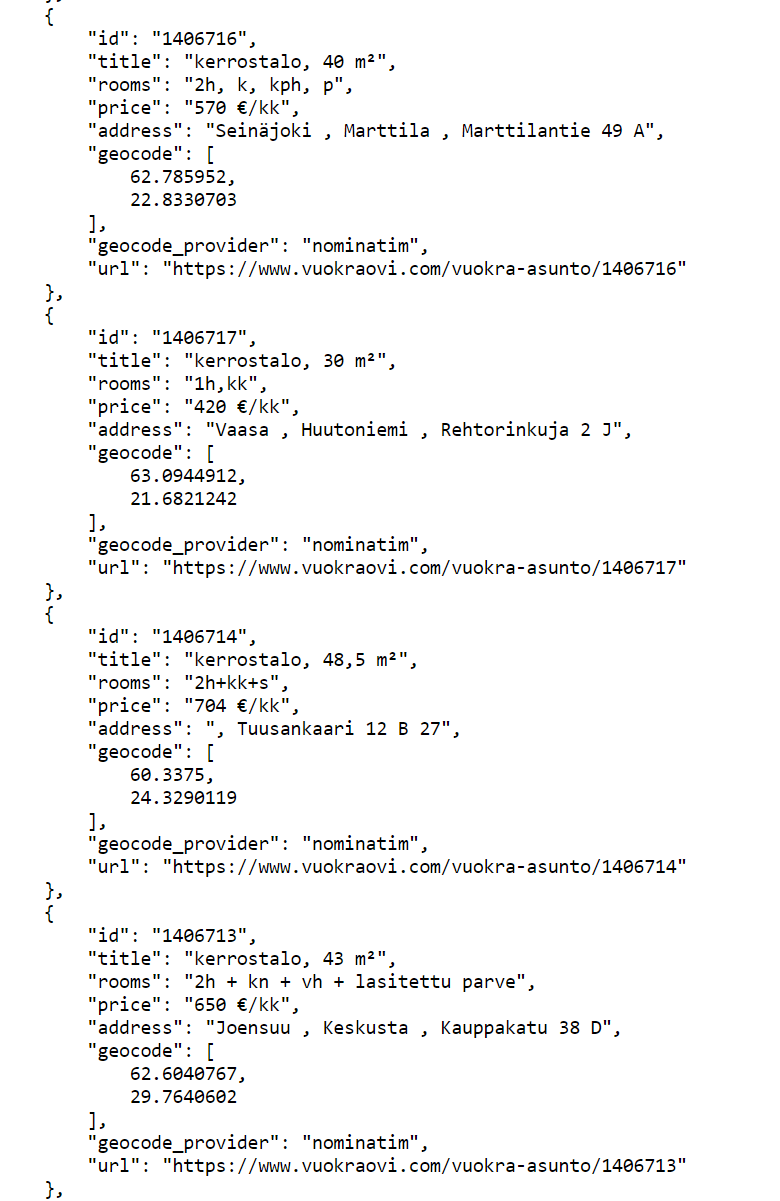 },
{
"id": "1406716",
"title": "kerrostalo, 40 m²",
"rooms": "2h, k, kph, p",
"price": "570 €/kk",
"address": "Seinäjoki , Marttila , Marttilantie 49 A",
"geocode": [
62.785952,
22.8330703
],
"geocode_provider": "nominatim",
"url": "https://www.vuokraovi.com/vuokra-asunto/1406716"
},
{
"id": "1406717",
"title": "kerrostalo, 30 m²",
"rooms": "1h,kk",
"price": "420 €/kk",
"address": "Vaasa , Huutoniemi , Rehtorinkuja 2 J",
"geocode": [
63.0944912,
21.6821242
],
"geocode_provider": "nominatim",
"url": "https://www.vuokraovi.com/vuokra-asunto/1406717"
},
{
"id": "1406714",
"title": "kerrostalo, 48,5 m²",
"rooms": "2h+kk+s",
"price": "704 €/kk",
"address": ", Tuusankaari 12 B 27",
"geocode": [
60.3375,
24.3290119
],
"geocode_provider": "nominatim",
"url": "https://www.vuokraovi.com/vuokra-asunto/1406714"
},
{
"id": "1406713",
"title": "kerrostalo, 43 m²",
"rooms": "2h + kn + vh + lasitettu parve",
"price": "650 €/kk",
"address": "Joensuu , Keskusta , Kauppakatu 38 D",
"geocode": [
62.6040767,
29.7640602
],
"geocode_provider": "nominatim",
"url": "https://www.vuokraovi.com/vuokra-asunto/1406713"
},